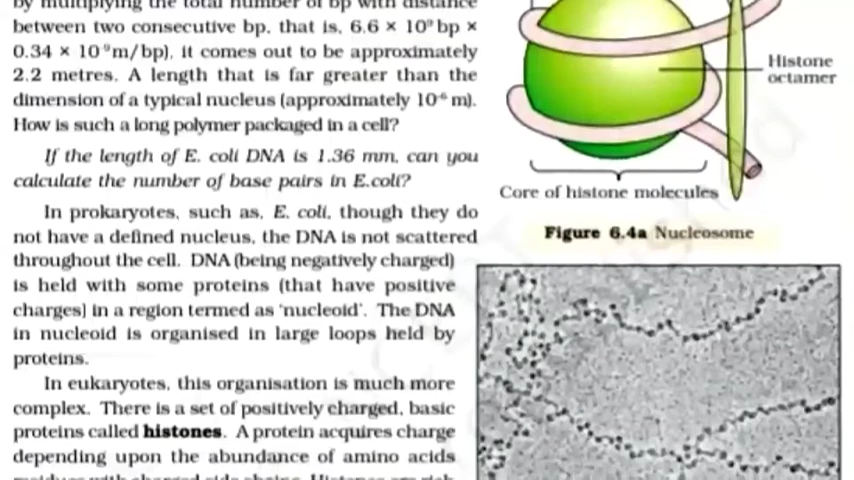 by multiplying the total number of bp with distance
between two consecutive bp, that is, 6.6 × 10⁹ bp ×
0.34 × 10⁻⁹m/bp), it comes out to be approximately
2.2 metres. A length that is far greater than the
dimension of a typical nucleus (approximately 10⁻⁶ m).
How is such a long polymer packaged in a cell?
If the length of E. coli DNA is 1.36 mm, can you
calculate the number of base pairs in E.coli?
In prokaryotes, such as, E. coli, though they do
not have a defined nucleus, the DNA is not scattered
throughout the cell. DNA (being negatively charged)
is held with some proteins (that have positive
charges) in a region termed as ‘nucleoid’. The DNA
in nucleoid is organised in large loops held by
proteins.
In eukaryotes, this organisation is much more
complex. There is a set of positively charged, basic
proteins called histones. A protein acquires charge
depending upon the abundance of amino acids
residues with charged side chains. Histones are rich
Histone
octamer
Core of histone molecules
Figure 6.4a Nucleosome